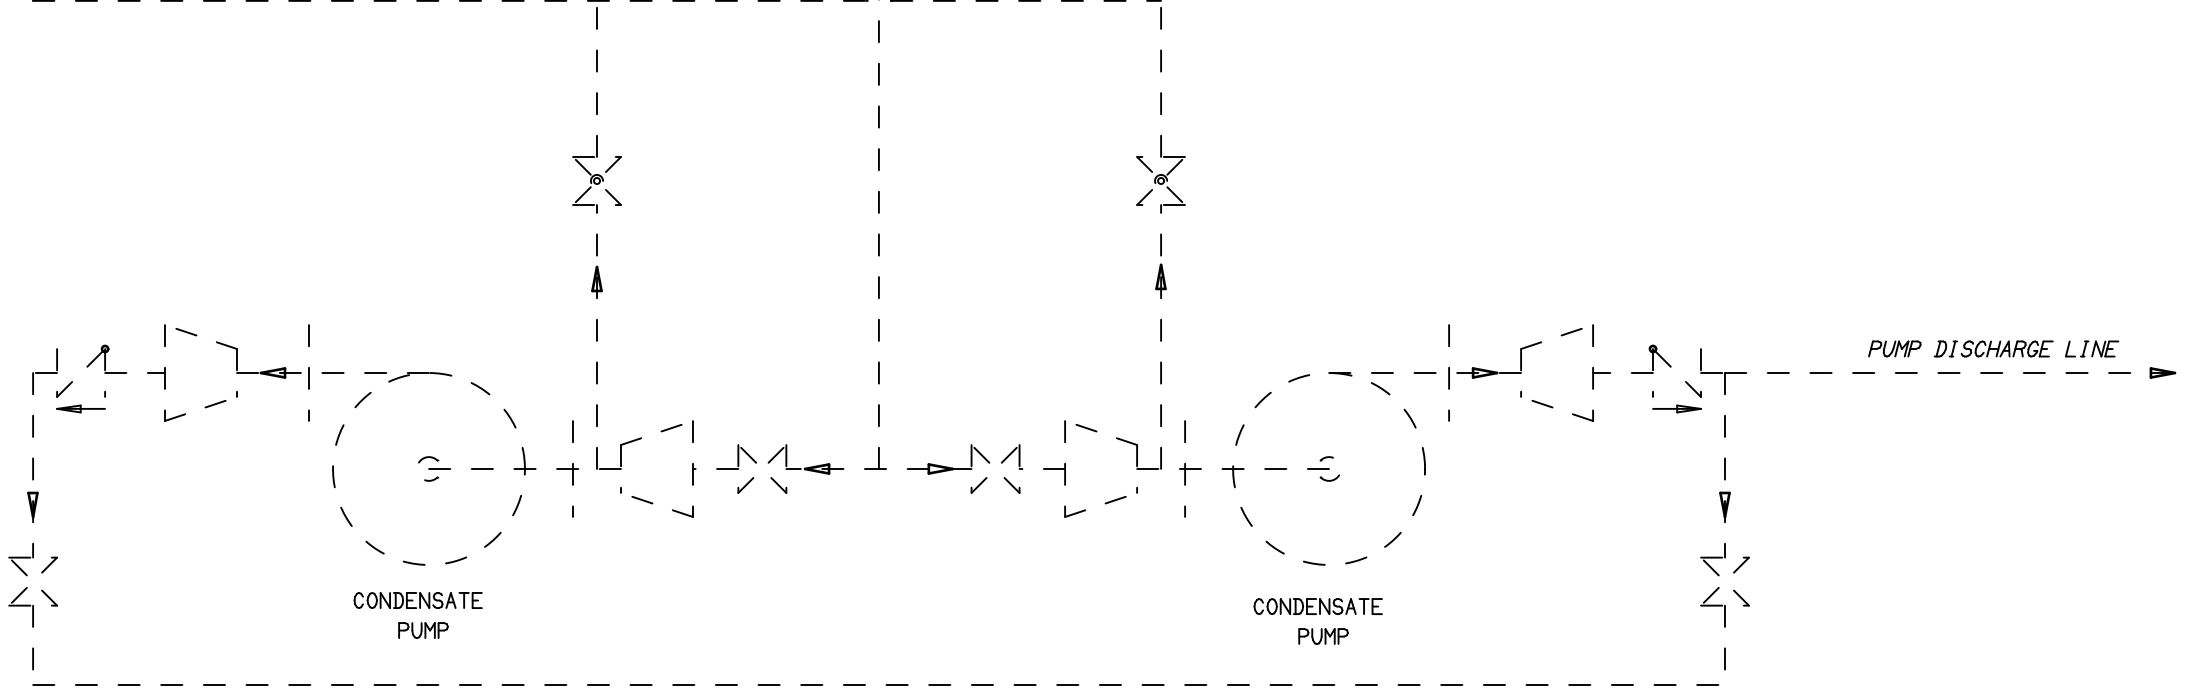 PUMP DISCHARGE LINE
CONDENSATE
PUMP
CONDENSATE
PUMP